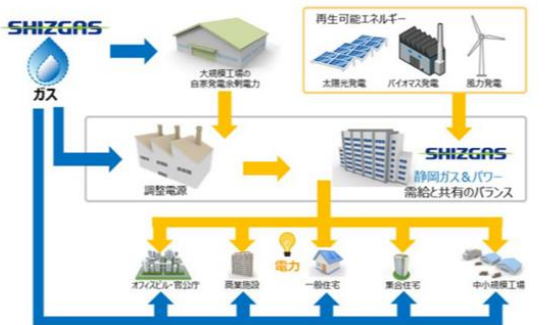 SHIZGAS
ガス
大規模工場の
自家発電余剰電力
再生可能エネルギー
太陽光発電
バイオマス発電
風力発電
調整電源
SHIZGAS
静岡ガス&パワー
需給と共有のバランス
電力
オフィスビル・官公庁
商業施設
一般住宅
集合住宅
中小規模工場